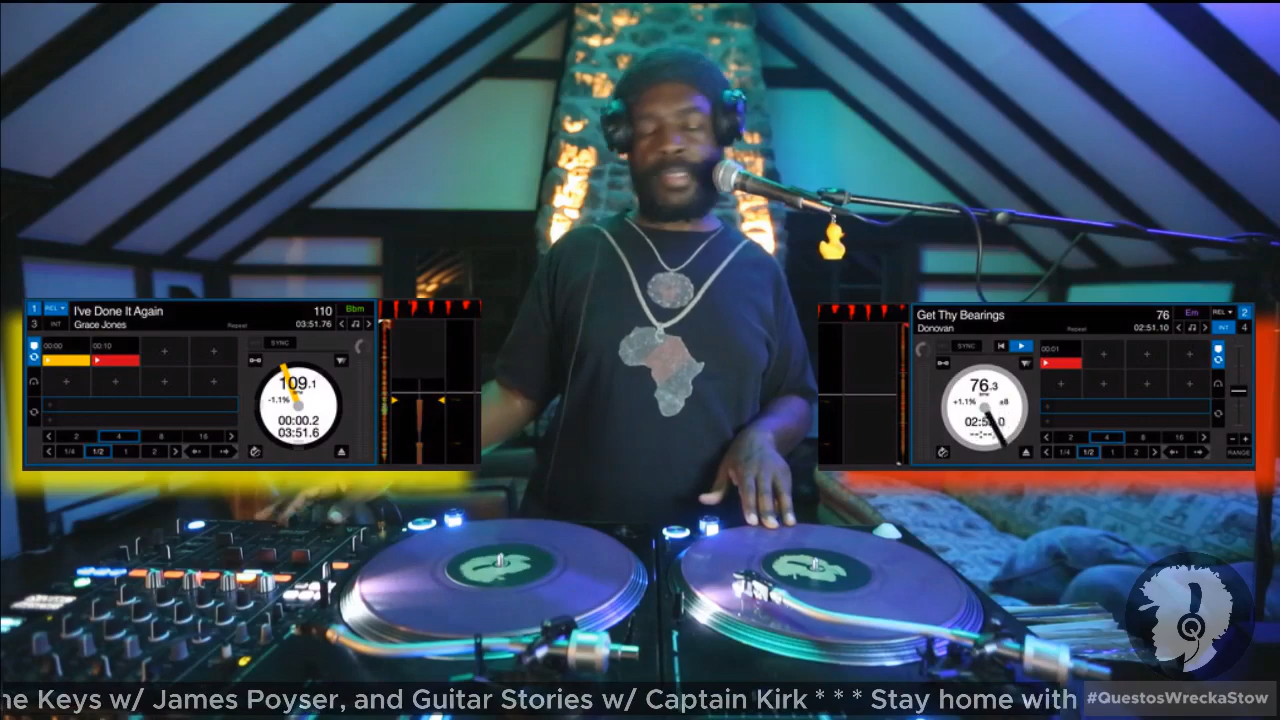 1 REL I've Done It Again 110 Bbm
3 INT Grace Jones Repeat 03:51.76
SYNC
00:00 00:10
109.1
BPM
-1.1% ±8
00:00.2
03:51.6
2 4 8 16
1/4 1/2 1 2
Get Thy Bearings 76 Em REL 2
Donovan Repeat 02:51.10 INT 4
SYNC
00:01
76.3
BPM
+1.1% ±8
--:--.-
2 4 8 16
1/4 1/2 1 2
RANGE
ne Keys w/ James Poyser, and Guitar Stories w/ Captain Kirk * * * Stay home with #QuestosWreckaStow